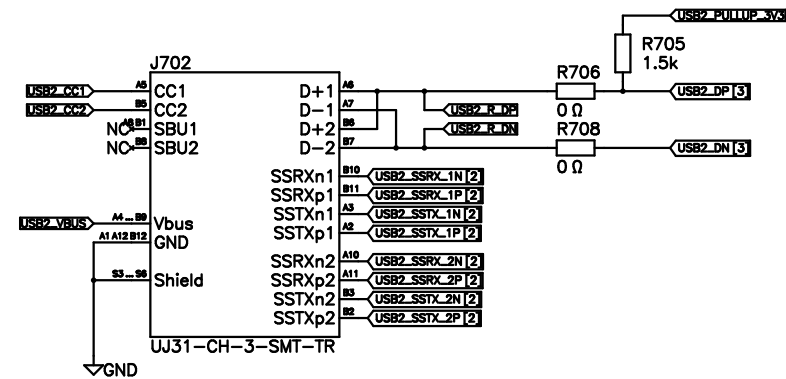 USB2_PULLUP_3V3
J702
R705
1.5k
R706
0 Ω
USB2_CC1 A5 CC1 D+1 A6 USB2_DP [3]
USB2_CC2 B5 CC2 D-1 A7 USB2_R_DP
NC A8 B1 SBU1 D+2 B6 USB2_R_DN
NC B8 SBU2 D-2 B7 USB2_DN [3]
R708
0 Ω
SSRXn1 B10 USB2_SSRX_1N [2]
SSRXp1 B11 USB2_SSRX_1P [2]
SSTXn1 A3 USB2_SSTX_1N [2]
USB2_VBUS A4 ... B9 Vbus SSTXp1 A2 USB2_SSTX_1P [2]
A1 A12 B12 GND
SSRXn2 A10 USB2_SSRX_2N [2]
S3 ... S6 Shield SSRXp2 A11 USB2_SSRX_2P [2]
SSTXn2 B3 USB2_SSTX_2N [2]
SSTXp2 B2 USB2_SSTX_2P [2]
UJ31-CH-3-SMT-TR
GND